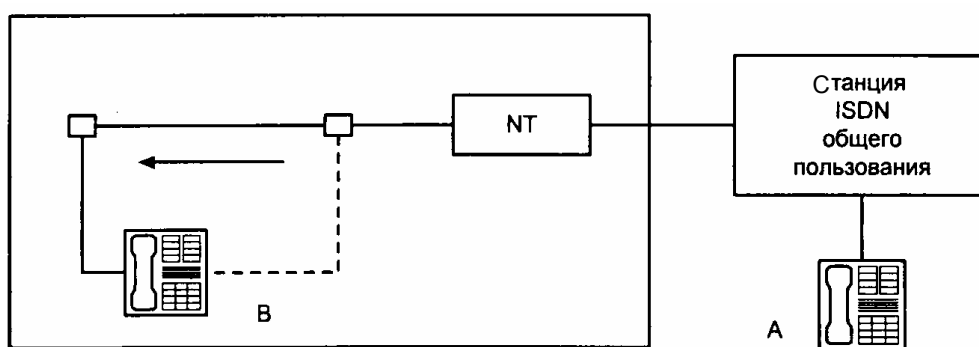 NT
Станция
ISDN
общего
пользования
В
А